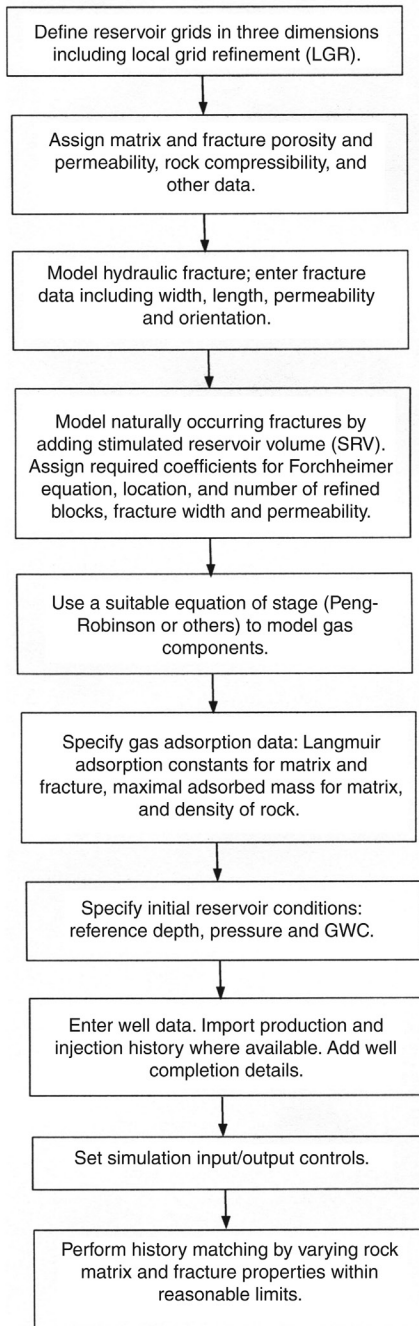 Define reservoir grids in three dimensions
including local grid refinement (LGR).
Assign matrix and fracture porosity and
permeability, rock compressibility, and
other data.
Model hydraulic fracture; enter fracture
data including width, length, permeability
and orientation.
Model naturally occurring fractures by
adding stimulated reservoir volume (SRV).
Assign required coefficients for Forchheimer
equation, location, and number of refined
blocks, fracture width and permeability.
Use a suitable equation of stage (Peng-
Robinson or others) to model gas
components.
Specify gas adsorption data: Langmuir
adsorption constants for matrix and
fracture, maximal adsorbed mass for matrix,
and density of rock.
Specify initial reservoir conditions:
reference depth, pressure and GWC.
Enter well data. Import production and
injection history where available. Add well
completion details.
Set simulation input/output controls.
Perform history matching by varying rock
matrix and fracture properties within
reasonable limits.